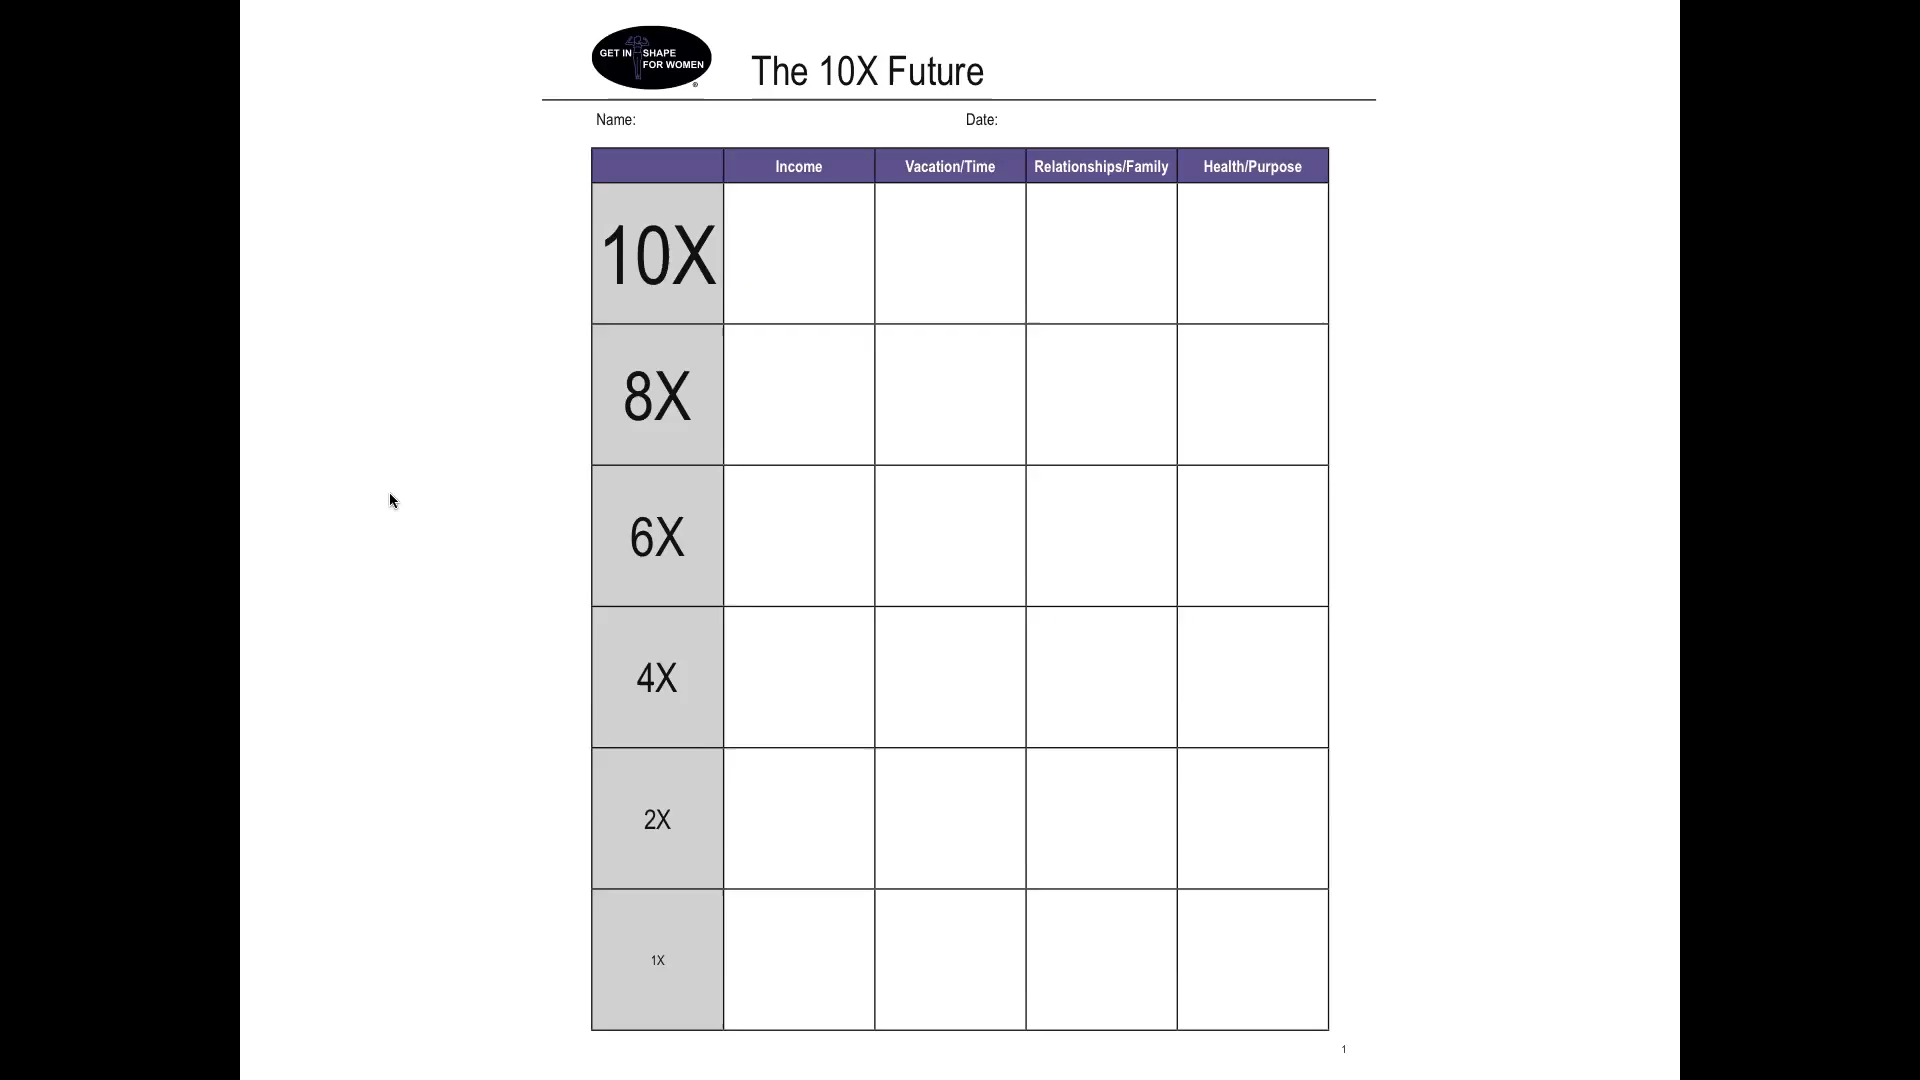 GET IN SHAPE
FOR WOMEN
®
The 10X Future
Name: Date:
Income Vacation/Time Relationships/Family Health/Purpose
10X
8X
6X
4X
2X
1X
1